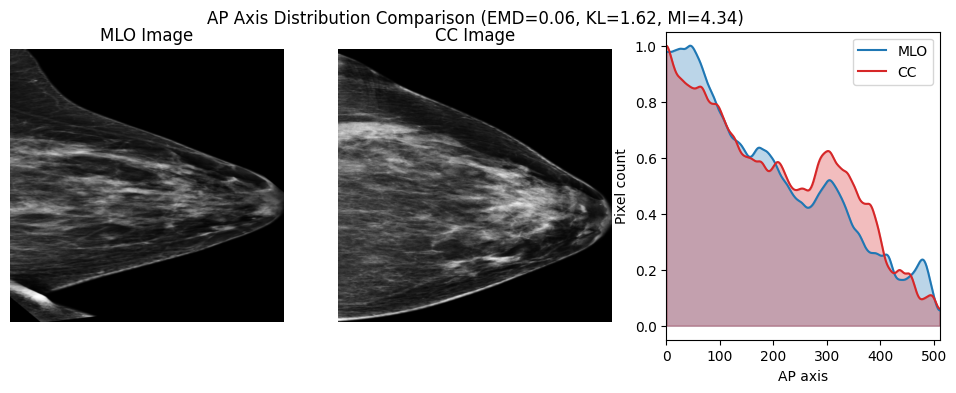 AP Axis Distribution Comparison (EMD=0.06, KL=1.62, MI=4.34)
MLO Image
CC Image
MLO
CC
Pixel count
1.0
0.8
0.6
0.4
0.2
0.0
0 100 200 300 400 500
AP axis